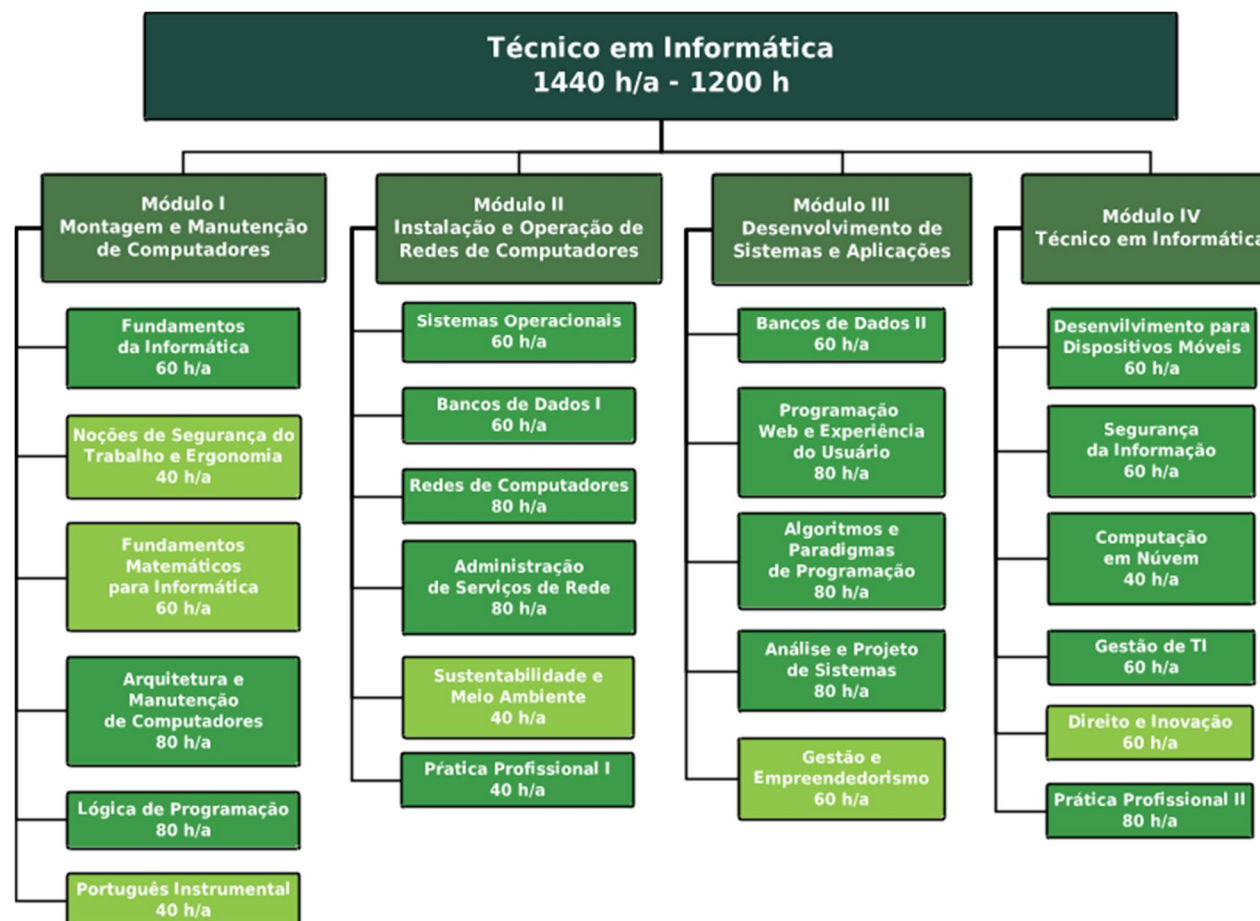 Técnico em Informática
1440 h/a - 1200 h
Módulo I
Montagem e Manutenção
de Computadores
Fundamentos
da Informática
60 h/a
Noções de Segurança do
Trabalho e Ergonomia
40 h/a
Fundamentos
Matemáticos
para Informática
60 h/a
Arquitetura e
Manutenção
de Computadores
80 h/a
Lógica de Programação
80 h/a
Português Instrumental
40 h/a
Módulo II
Instalação e Operação de
Redes de Computadores
Sistemas Operacionais
60 h/a
Bancos de Dados I
60 h/a
Redes de Computadores
80 h/a
Administração
de Serviços de Rede
80 h/a
Sustentabilidade e
Meio Ambiente
40 h/a
Pŕatica Profissional I
40 h/a
Módulo III
Desenvolvimento de
Sistemas e Aplicações
Bancos de Dados II
60 h/a
Programação
Web e Experiência
do Usuário
80 h/a
Algoritmos e
Paradigmas
de Programação
80 h/a
Análise e Projeto
de Sistemas
80 h/a
Gestão e
Empreendedorismo
60 h/a
Módulo IV
Técnico em Informática
Desenvilvimento para
Dispositivos Móveis
60 h/a
Segurança
da Informação
60 h/a
Computação
em Núvem
40 h/a
Gestão de TI
60 h/a
Direito e Inovação
60 h/a
Prática Profissional II
80 h/a